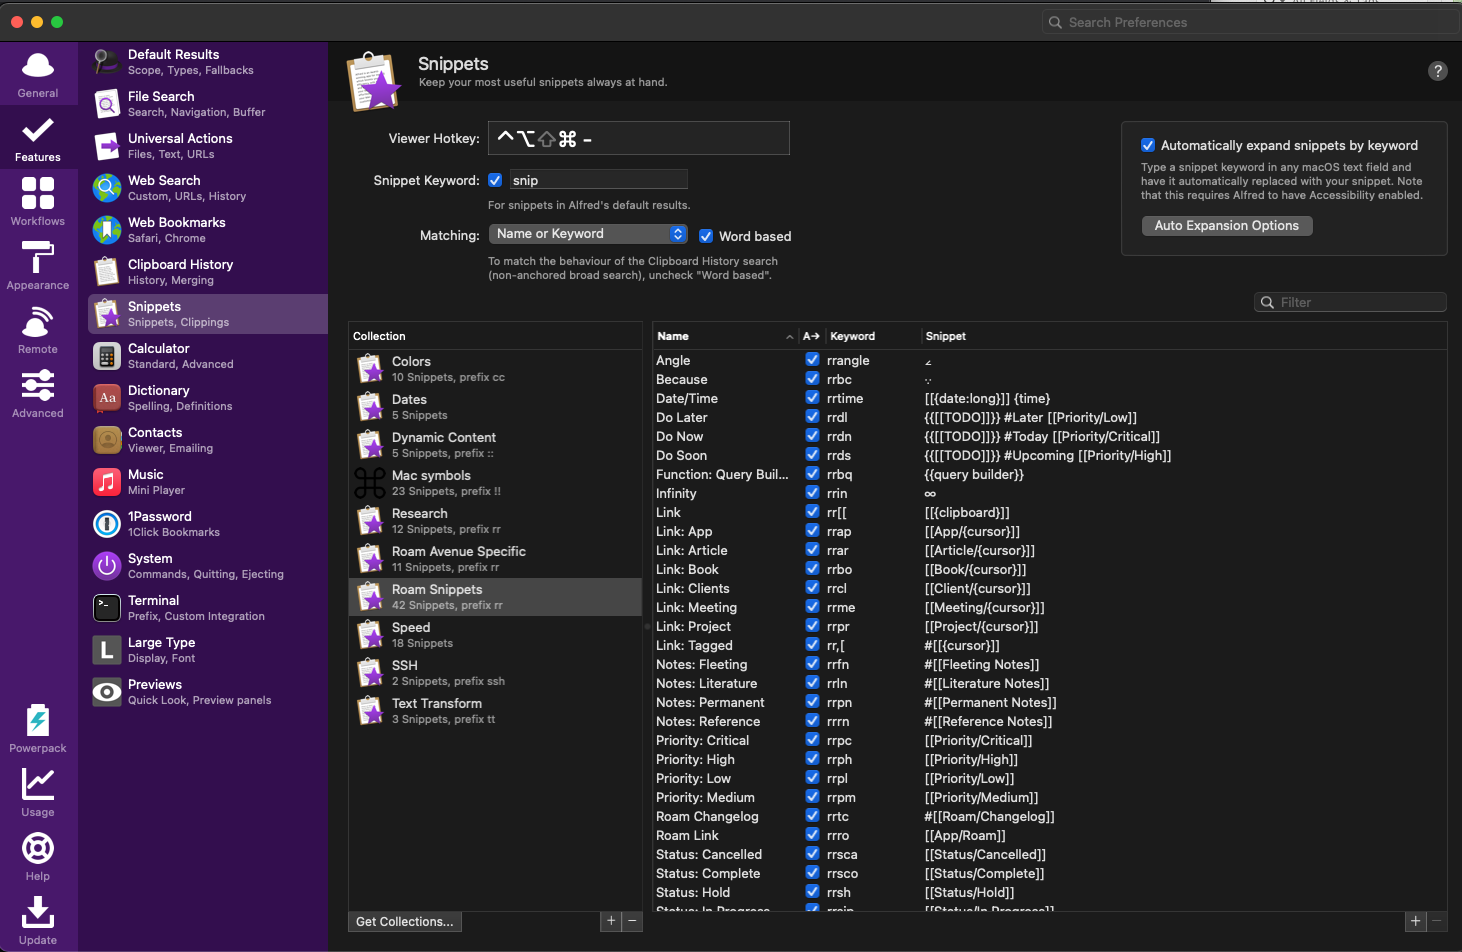 Search Preferences
General
Features
Workflows
Appearance
Remote
Advanced
Powerpack
Usage
Help
Update
Default Results
Scope, Types, Fallbacks
File Search
Search, Navigation, Buffer
Universal Actions
Files, Text, URLs
Web Search
Custom, URLs, History
Web Bookmarks
Safari, Chrome
Clipboard History
History, Merging
Snippets
Snippets, Clippings
Calculator
Standard, Advanced
Aa
Dictionary
Spelling, Definitions
Contacts
Viewer, Emailing
Music
Mini Player
1Password
1Click Bookmarks
System
Commands, Quitting, Ejecting
Terminal
Prefix, Custom Integration
L
Large Type
Display, Font
Previews
Quick Look, Preview panels
Snippets
Keep your most useful snippets always at hand.
?
Viewer Hotkey: ⌃⌥⇧⌘ -
Snippet Keyword: snip
For snippets in Alfred's default results.
Matching: Name or Keyword Word based
To match the behaviour of the Clipboard History search
(non-anchored broad search), uncheck "Word based".
Automatically expand snippets by keyword
Type a snippet keyword in any macOS text field and
have it automatically replaced with your snippet. Note
that this requires Alfred to have Accessibility enabled.
Auto Expansion Options
Filter
Collection
Colors
10 Snippets, prefix cc
Dates
5 Snippets
Dynamic Content
5 Snippets, prefix ::
Mac symbols
23 Snippets, prefix !!
Research
12 Snippets, prefix rr
Roam Avenue Specific
11 Snippets, prefix rr
Roam Snippets
42 Snippets, prefix rr
Speed
18 Snippets
SSH
2 Snippets, prefix ssh
Text Transform
3 Snippets, prefix tt
Get Collections...
+ −
Name A→ Keyword Snippet
Angle rrangle ∠
Because rrbc ∵
Date/Time rrtime [[{date:long}]] {time}
Do Later rrdl {{[[TODO]]}} #Later [[Priority/Low]]
Do Now rrdn {{[[TODO]]}} #Today [[Priority/Critical]]
Do Soon rrds {{[[TODO]]}} #Upcoming [[Priority/High]]
Function: Query Buil... rrbq {{query builder}}
Infinity rrin ∞
Link rr[[ [[{clipboard}]]
Link: App rrap [[App/{cursor}]]
Link: Article rrar [[Article/{cursor}]]
Link: Book rrbo [[Book/{cursor}]]
Link: Clients rrcl [[Client/{cursor}]]
Link: Meeting rrme [[Meeting/{cursor}]]
Link: Project rrpr [[Project/{cursor}]]
Link: Tagged rr,[ #[[{cursor}]]
Notes: Fleeting rrfn #[[Fleeting Notes]]
Notes: Literature rrln #[[Literature Notes]]
Notes: Permanent rrpn #[[Permanent Notes]]
Notes: Reference rrrn #[[Reference Notes]]
Priority: Critical rrpc [[Priority/Critical]]
Priority: High rrph [[Priority/High]]
Priority: Low rrpl [[Priority/Low]]
Priority: Medium rrpm [[Priority/Medium]]
Roam Changelog rrtc #[[Roam/Changelog]]
Roam Link rrro [[App/Roam]]
Status: Cancelled rrsca [[Status/Cancelled]]
Status: Complete rrsco [[Status/Complete]]
Status: Hold rrsh [[Status/Hold]]
Status: In Progress rrsip [[Status/In Progress]]
+ −